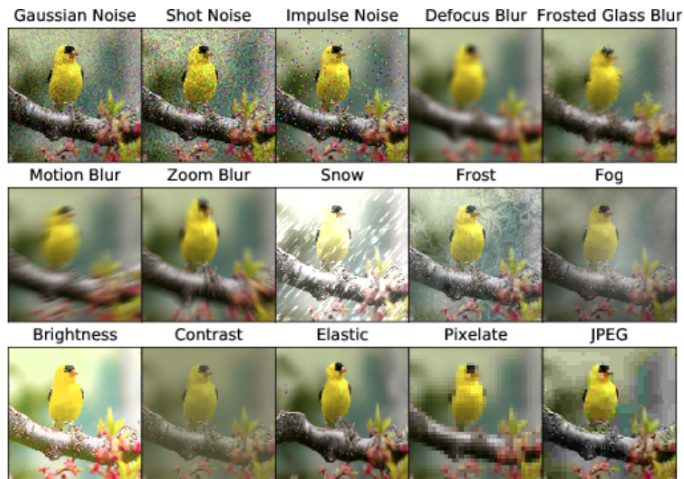 Gaussian Noise Shot Noise Impulse Noise Defocus Blur Frosted Glass Blur
Motion Blur Zoom Blur Snow Frost Fog
Brightness Contrast Elastic Pixelate JPEG